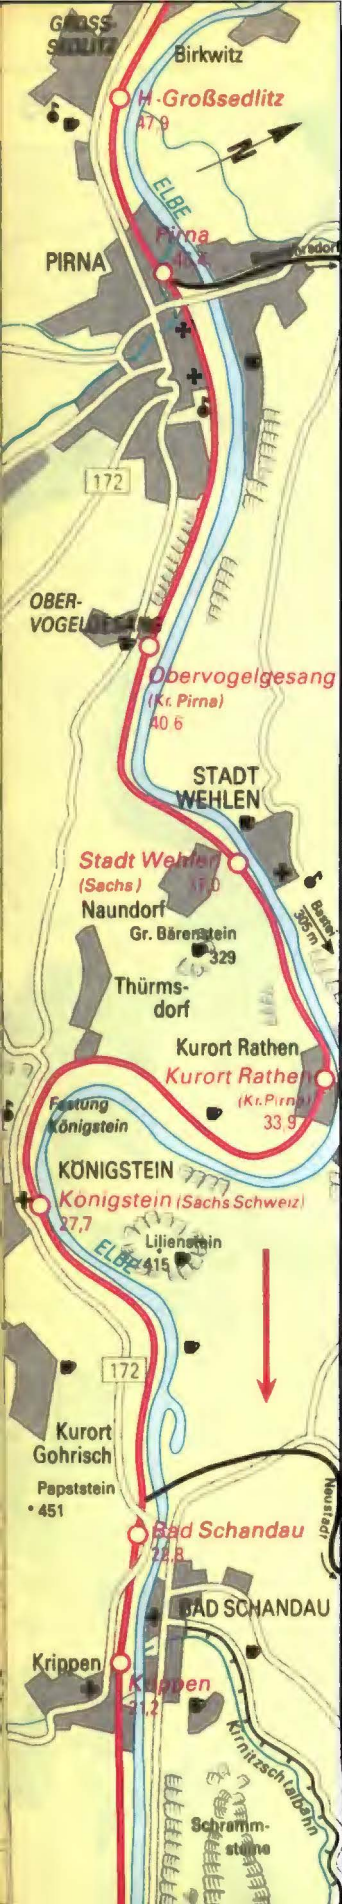 GROSS-
SEDLITZ
Birkwitz
H-Großsedlitz
47,9
N
ELBE
Pirna
PIRNA
172
OBER-
VOGELGESANG
Obervogelgesang
(Kr. Pirna)
40,6
STADT
WEHLEN
Stadt Wehlen
(Sachs)
Naundorf
Bastei
305 m
Gr. Bärenstein
329
Thürms-
dorf
Kurort Rathen
Kurort Rathen
(Kr. Pirna)
33,9
Festung
Königstein
KÖNIGSTEIN
Königstein (Sachs Schweiz)
27,7
ELBE
Lilienstein
415
172
Kurort
Gohrisch
Papststein
451
Neustadt
Bad Schandau
22,8
BAD SCHANDAU
Krippen
Krippen
21,2
Kirnitzschtalbahn
Schramm-
steine